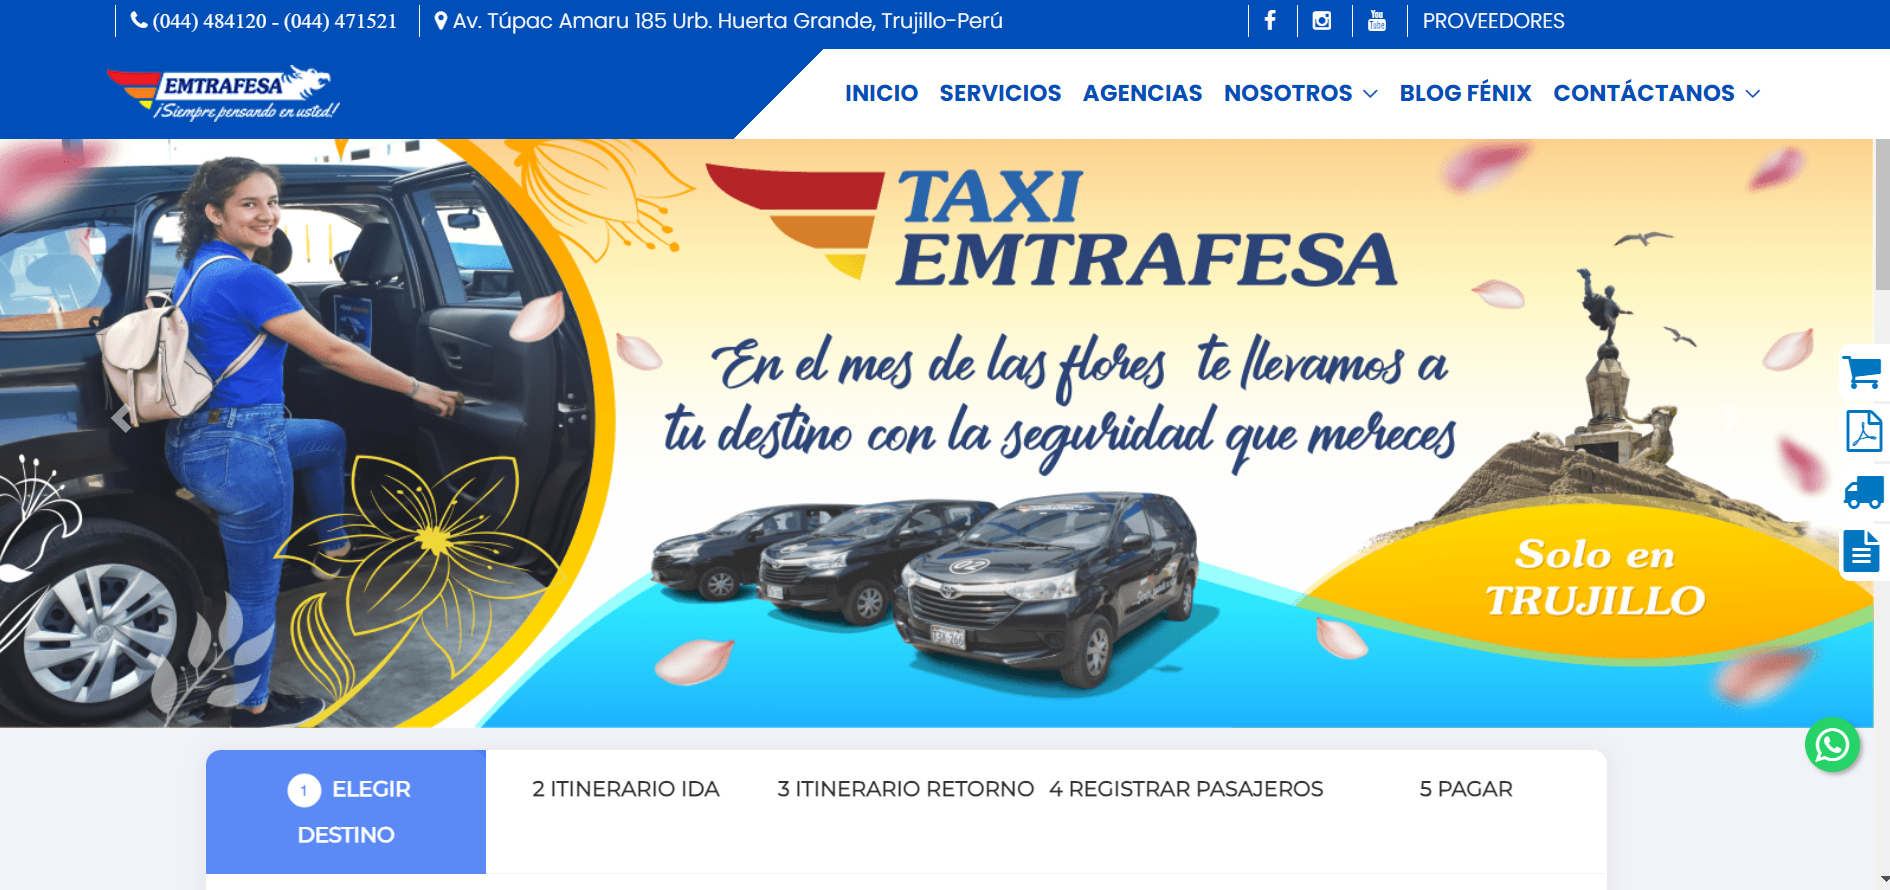 (044) 484120 - (044) 471521
Av. Túpac Amaru 185 Urb. Huerta Grande, Trujillo-Perú
You
Tube
PROVEEDORES
EMTRAFESA
¡Siempre pensando en usted!
INICIO
SERVICIOS
AGENCIAS
NOSOTROS
BLOG FÉNIX
CONTÁCTANOS
TAXI
EMTRAFESA
En el mes de las flores te llevamos a
tu destino con la seguridad que mereces
02
Solo en
TRUJILLO
1 ELEGIR
DESTINO
2 ITINERARIO IDA
3 ITINERARIO RETORNO
4 REGISTRAR PASAJEROS
5 PAGAR